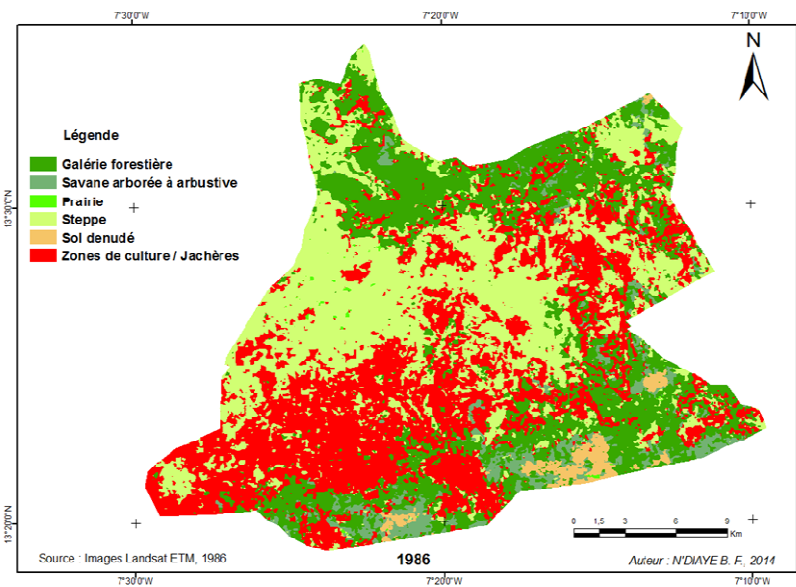 7°30'0"W 7°20'0"W 7°10'0"W
N
Légende
Galérie forestière
Savane arborée à arbustive
Prairie
Steppe
Sol denudé
Zones de culture / Jachères
13°30'N
13°20'N
0 1,5 3 6 9
Km
Source : Images Landsat ETM, 1986
1986
Auteur : N'DIAYE B. F., 2014
7°30'0"W 7°20'0"W 7°10'0"W